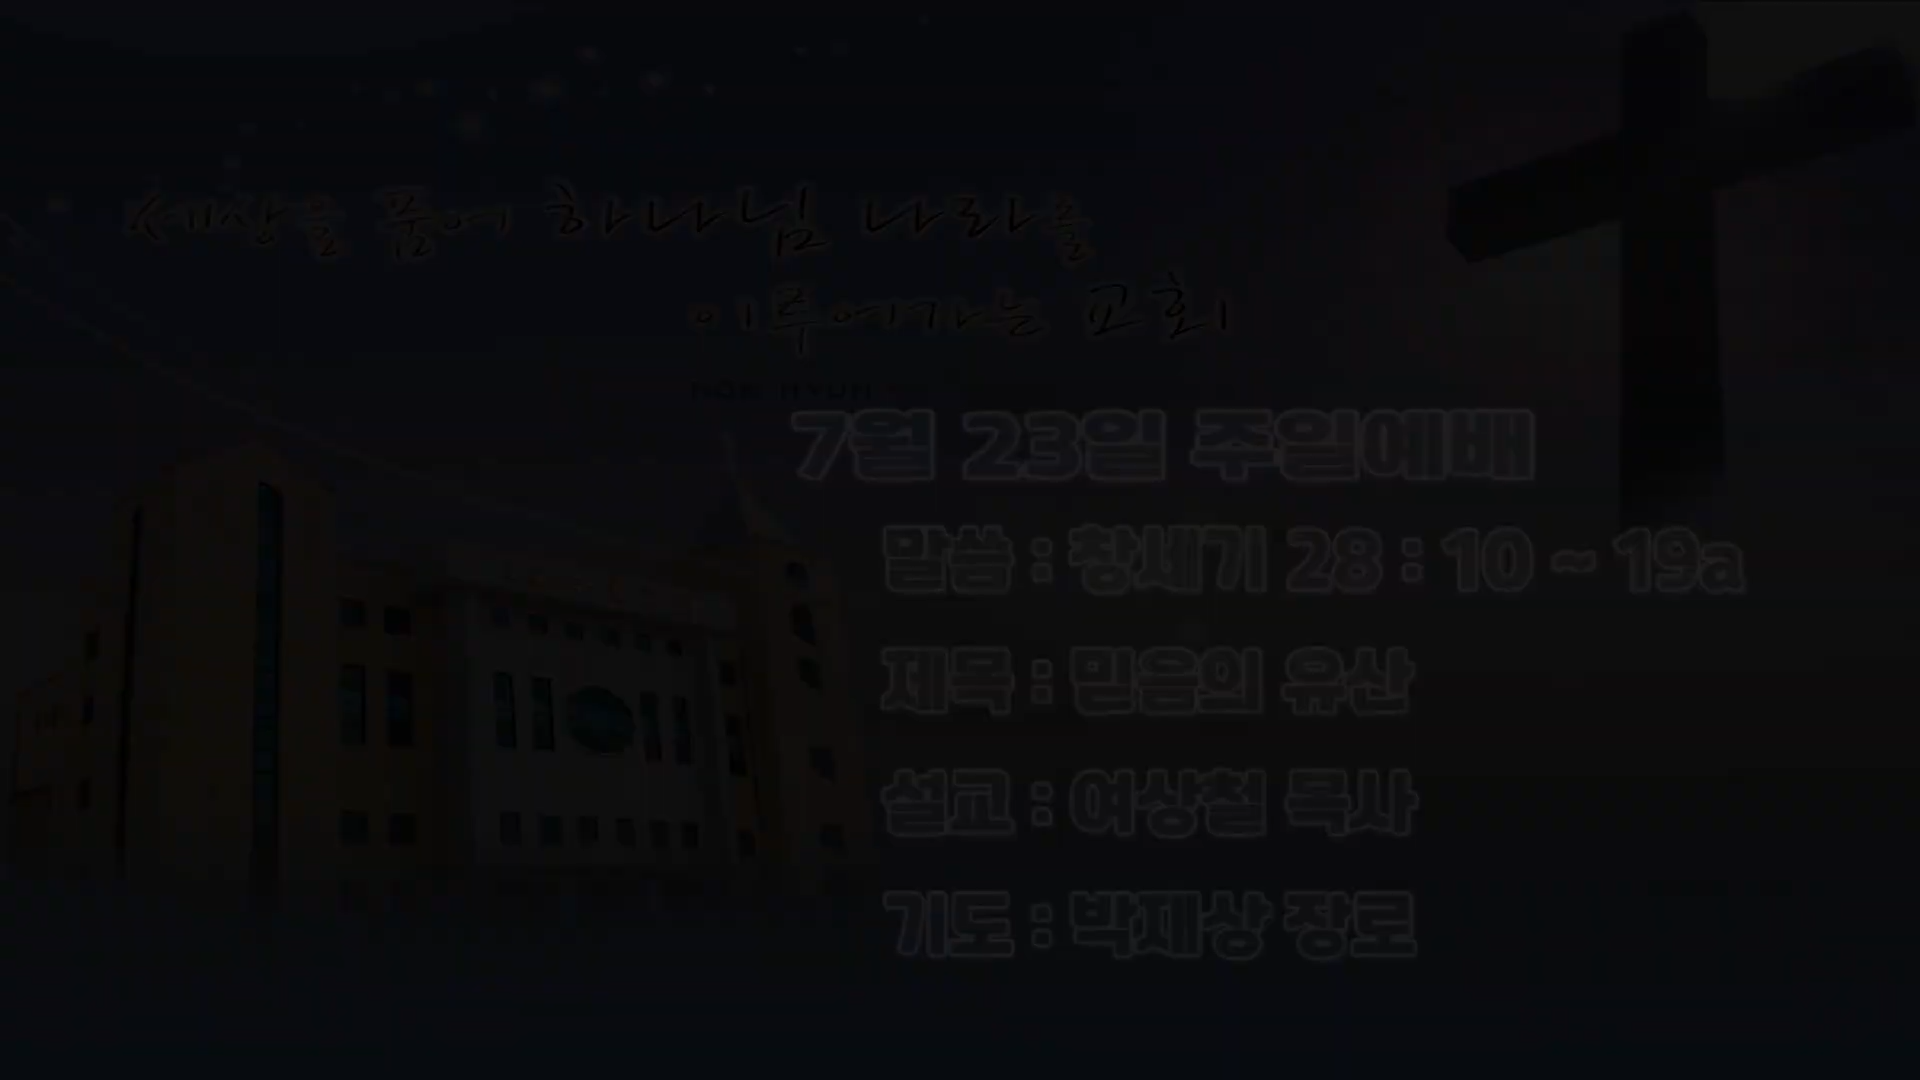 세상을 품어 하나님 나라를
이루어가는 교회
NOK HYUN
7월 23일 주일예배
말씀 : 창세기 28 : 10 ~ 19a
제목 : 믿음의 유산
설교 : 여상철 목사
기도 : 박재상 장로